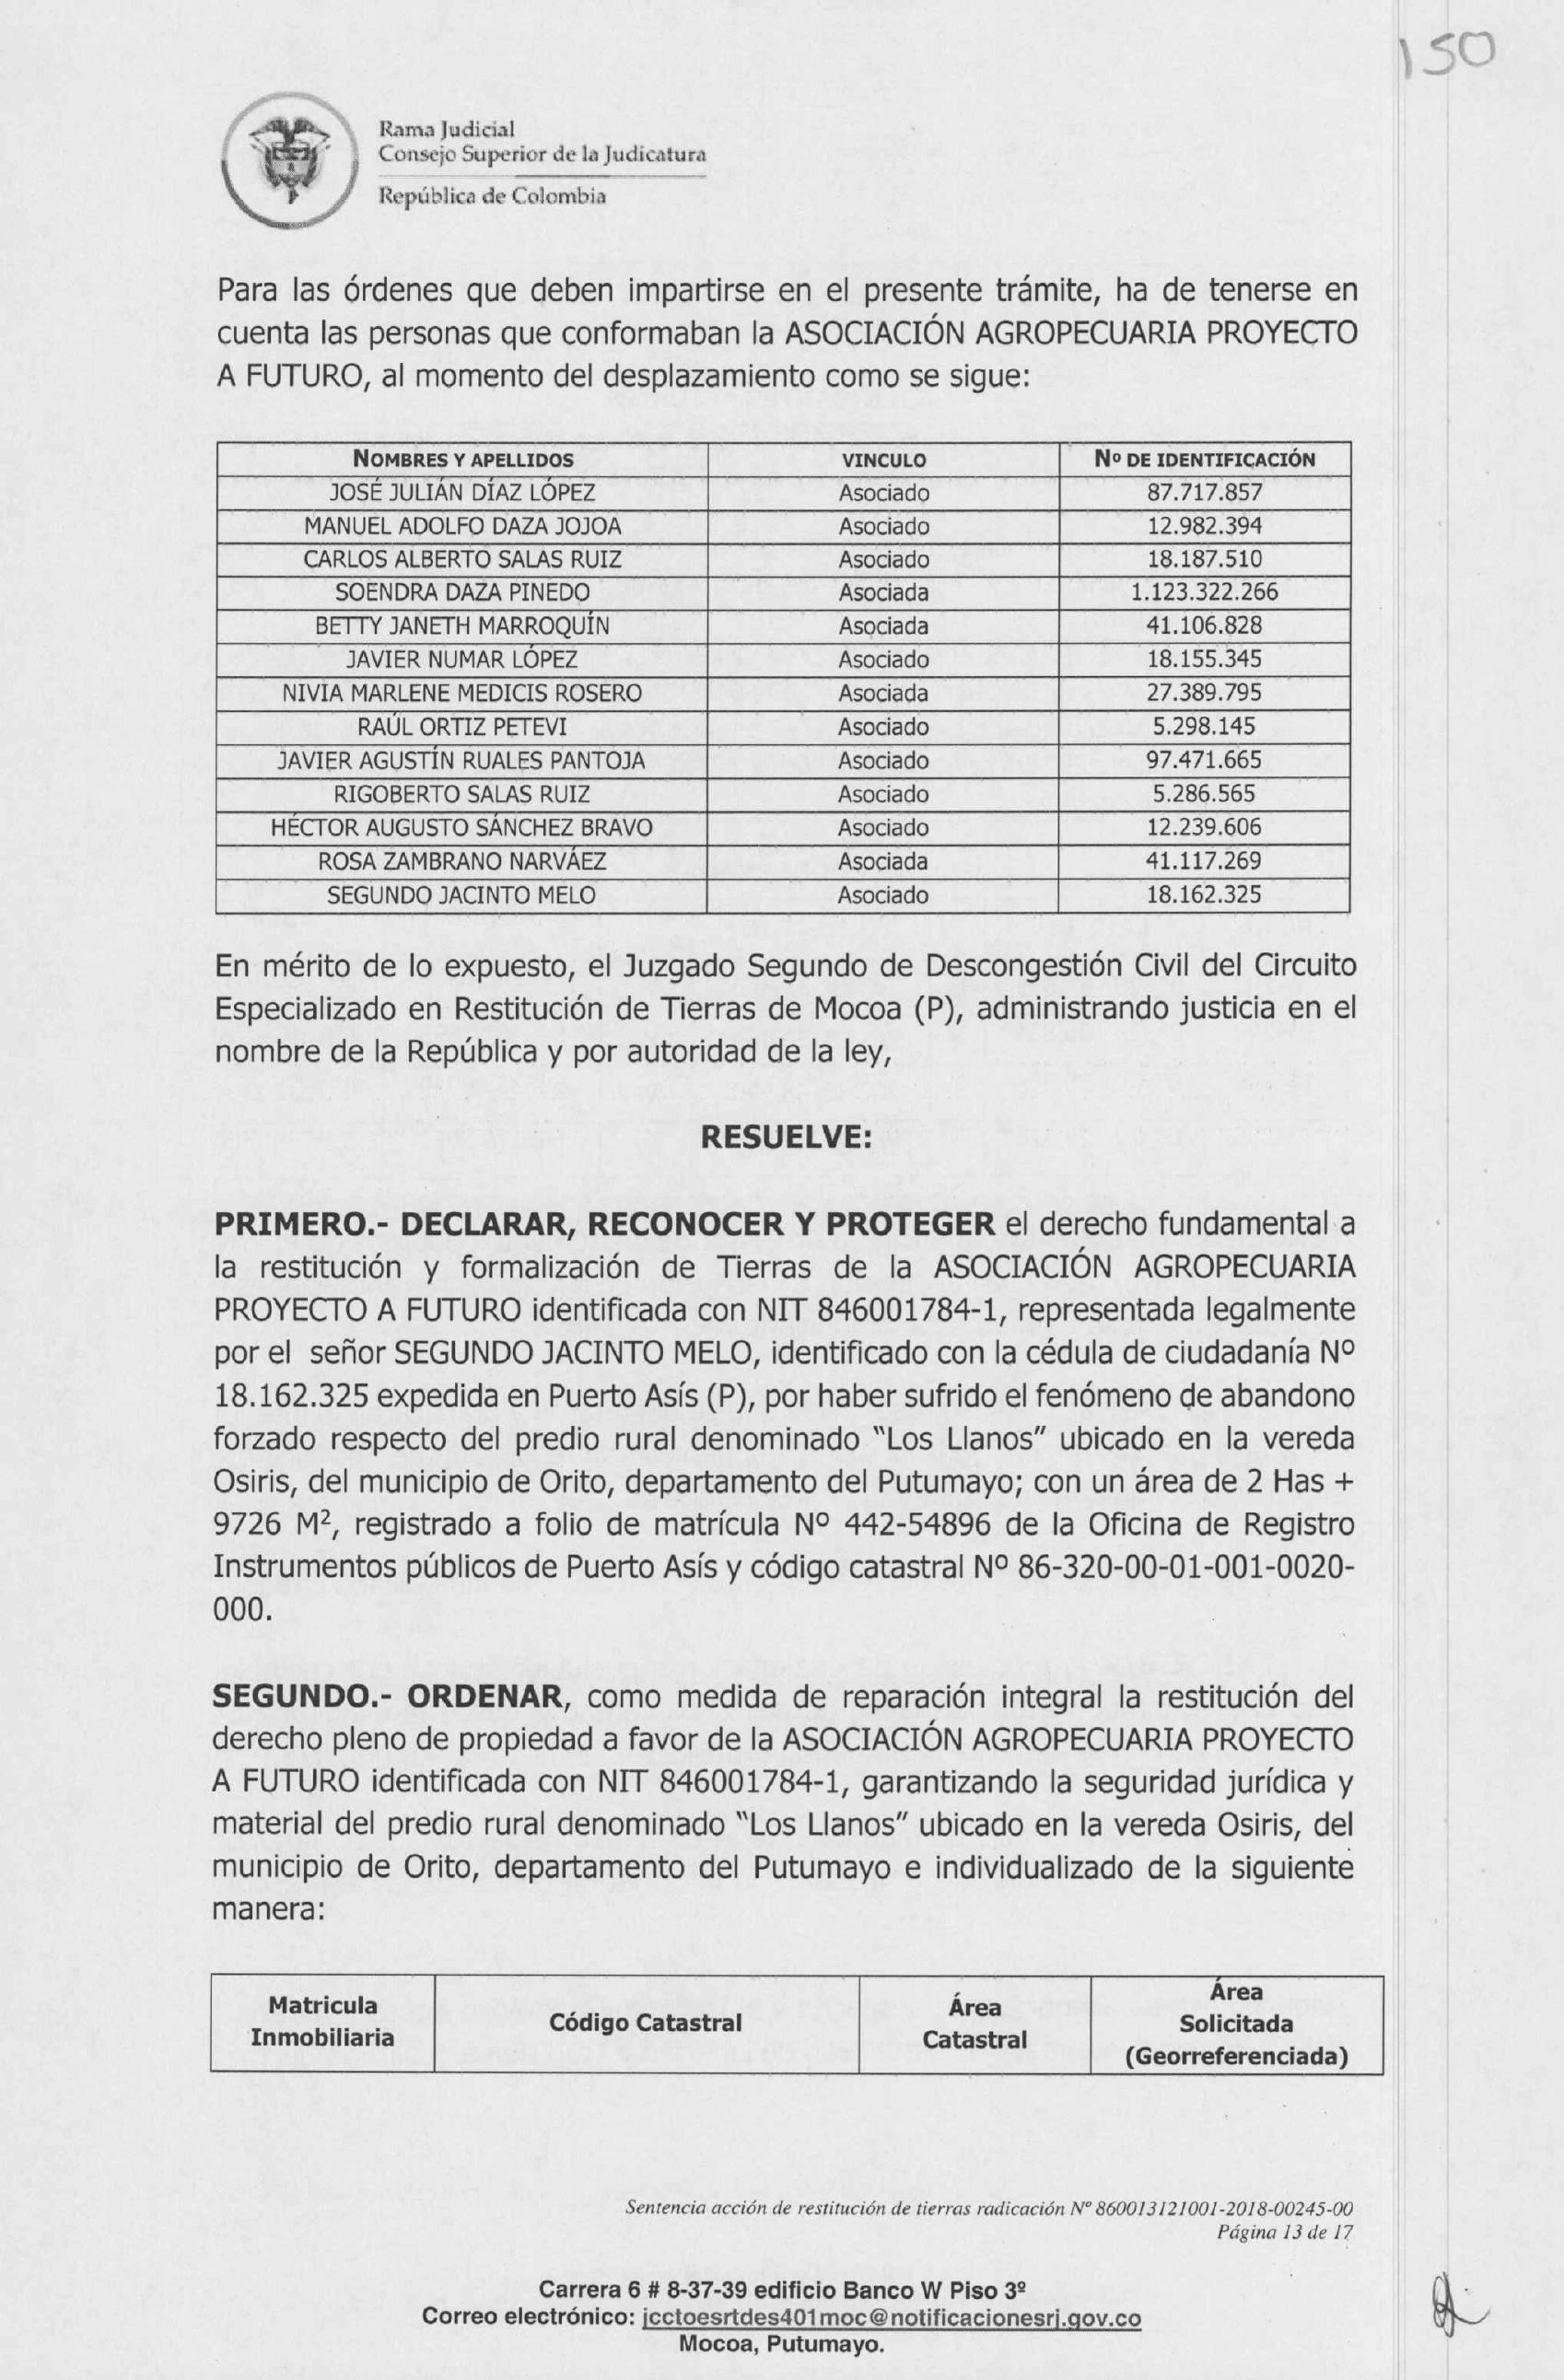 150
Rama Judicial
Consejo Superior de la Judicatura
República de Colombia
Para las órdenes que deben impartirse en el presente trámite, ha de tenerse en
cuenta las personas que conformaban la ASOCIACIÓN AGROPECUARIA PROYECTO
A FUTURO, al momento del desplazamiento como se sigue:
NOMBRES Y APELLIDOS VINCULO Nº DE IDENTIFICACIÓN
JOSÉ JULIÁN DÍAZ LÓPEZ Asociado 87.717.857
MANUEL ADOLFO DAZA JOJOA Asociado 12.982.394
CARLOS ALBERTO SALAS RUIZ Asociado 18.187.510
SOENDRA DAZA PINEDO Asociada 1.123.322.266
BETTY JANETH MARROQUÍN Asociada 41.106.828
JAVIER NUMAR LÓPEZ Asociado 18.155.345
NIVIA MARLENE MEDICIS ROSERO Asociada 27.389.795
RAÚL ORTIZ PETEVI Asociado 5.298.145
JAVIER AGUSTÍN RUALES PANTOJA Asociado 97.471.665
RIGOBERTO SALAS RUIZ Asociado 5.286.565
HÉCTOR AUGUSTO SÁNCHEZ BRAVO Asociado 12.239.606
ROSA ZAMBRANO NARVÁEZ Asociada 41.117.269
SEGUNDO JACINTO MELO Asociado 18.162.325
En mérito de lo expuesto, el Juzgado Segundo de Descongestión Civil del Circuito
Especializado en Restitución de Tierras de Mocoa (P), administrando justicia en el
nombre de la República y por autoridad de la ley,
RESUELVE:
PRIMERO.- DECLARAR, RECONOCER Y PROTEGER el derecho fundamental a
la restitución y formalización de Tierras de la ASOCIACIÓN AGROPECUARIA
PROYECTO A FUTURO identificada con NIT 846001784-1, representada legalmente
por el señor SEGUNDO JACINTO MELO, identificado con la cédula de ciudadanía Nº
18.162.325 expedida en Puerto Asís (P), por haber sufrido el fenómeno de abandono
forzado respecto del predio rural denominado "Los Llanos" ubicado en la vereda
Osiris, del municipio de Orito, departamento del Putumayo; con un área de 2 Has +
9726 M², registrado a folio de matrícula Nº 442-54896 de la Oficina de Registro
Instrumentos públicos de Puerto Asís y código catastral Nº 86-320-00-01-001-0020-
000.
SEGUNDO.- ORDENAR, como medida de reparación integral la restitución del
derecho pleno de propiedad a favor de la ASOCIACIÓN AGROPECUARIA PROYECTO
A FUTURO identificada con NIT 846001784-1, garantizando la seguridad jurídica y
material del predio rural denominado "Los Llanos" ubicado en la vereda Osiris, del
municipio de Orito, departamento del Putumayo e individualizado de la siguiente
manera:
Matricula
Inmobiliaria
Código Catastral
Área
Catastral
Área
Solicitada
(Georreferenciada)
Sentencia acción de restitución de tierras radicación Nº 860013121001-2018-00245-00
Página 13 de 17
Carrera 6 # 8-37-39 edificio Banco W Piso 3º
Correo electrónico: jcctoesrtdes401moc@notificacionesrj.gov.co
Mocoa, Putumayo.